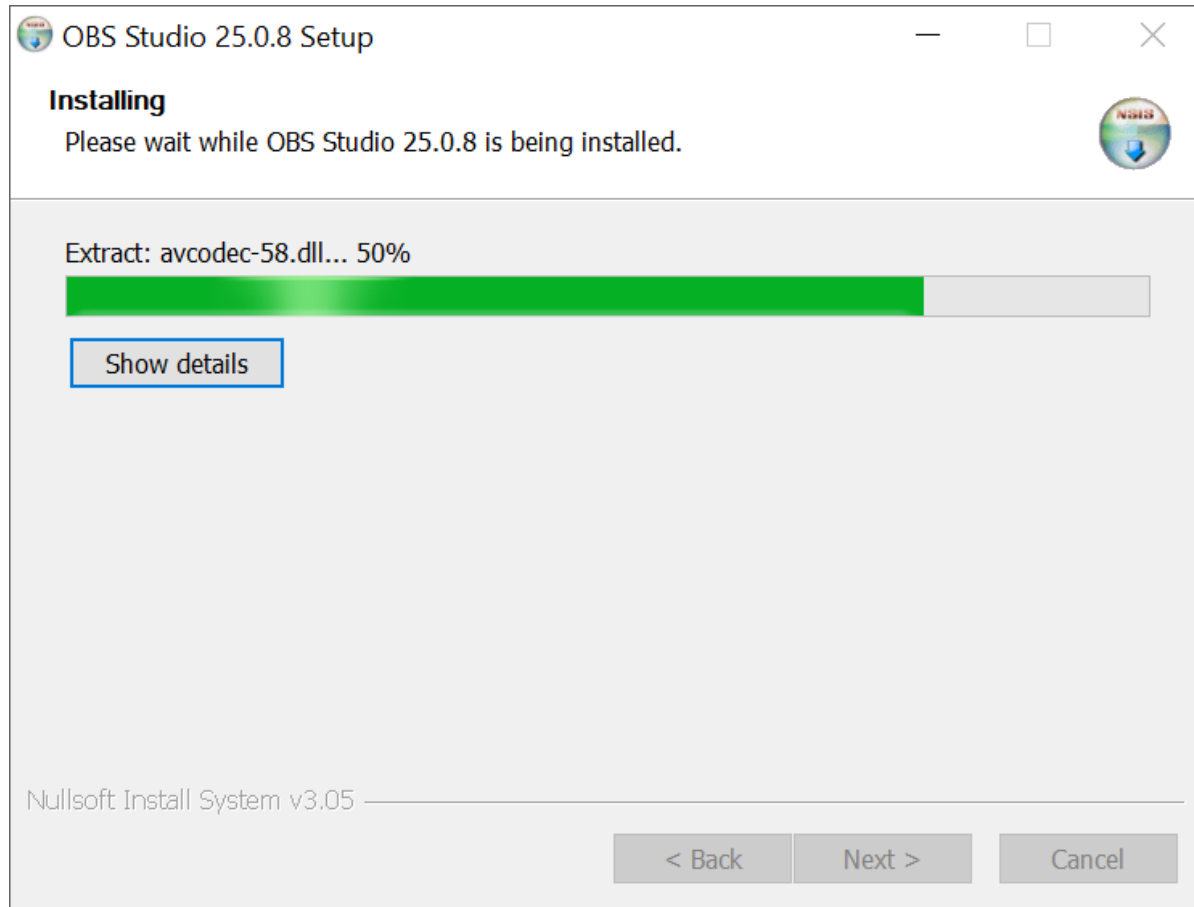 OBS Studio 25.0.8 Setup
Installing
Please wait while OBS Studio 25.0.8 is being installed.
NSIS
Extract: avcodec-58.dll... 50%
Show details
Nullsoft Install System v3.05
< Back Next > Cancel